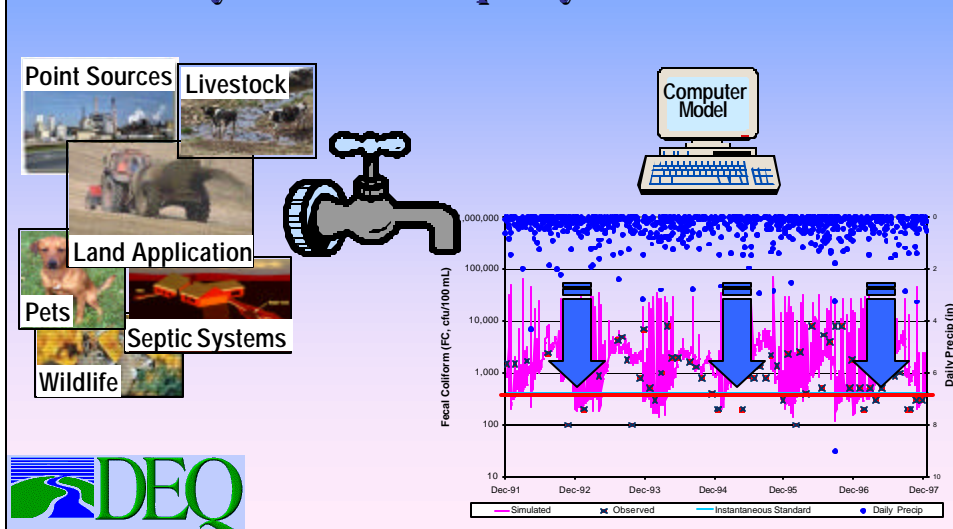 Point Sources
Livestock
Land Application
Pets
Septic Systems
Wildlife
DEQ
Computer
Model
Fecal Coliform (FC, cfu/100 mL)
,000,000
100,000
10,000
1,000
100
10
0
2
4
6
8
10
Daily Precip (in)
Dec-91
Dec-92
Dec-93
Dec-94
Dec-95
Dec-96
Dec-97
Simulated
Observed
Instantaneous Standard
Daily Precip